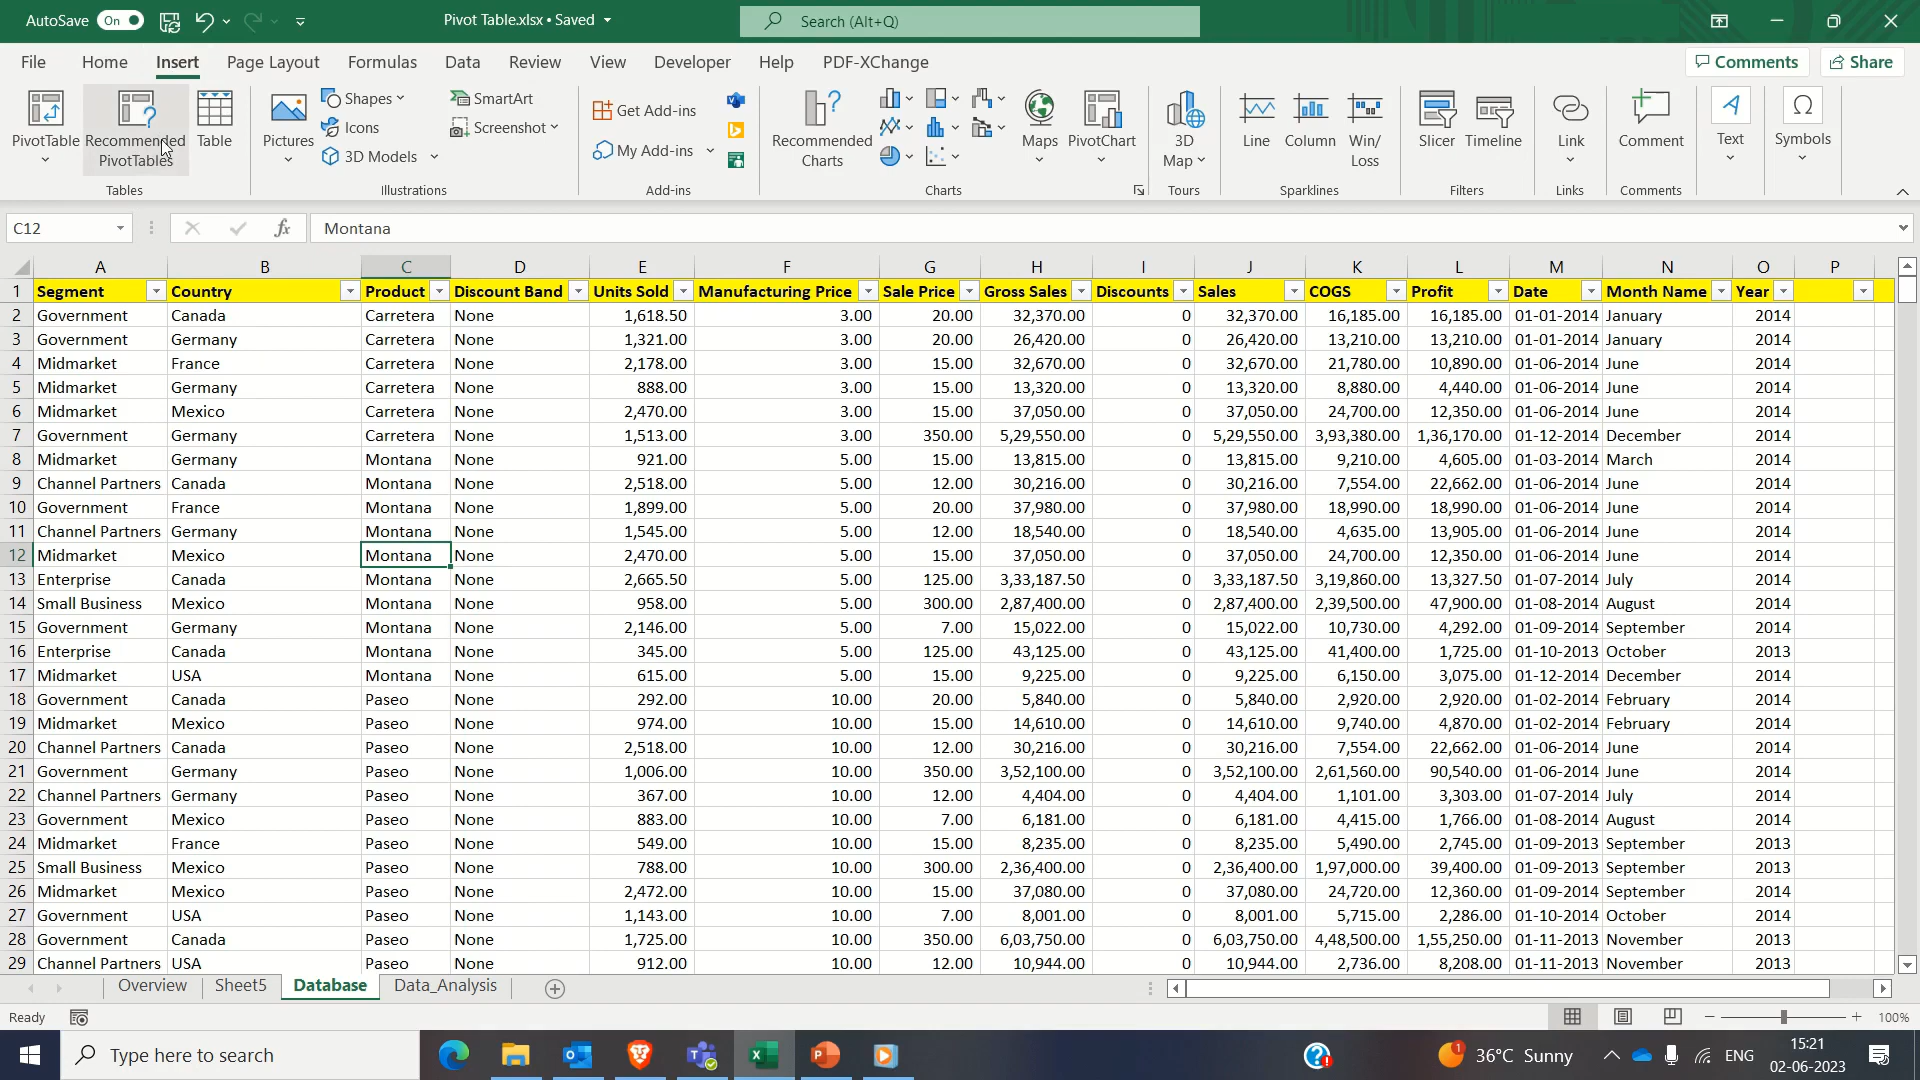 AutoSave On Pivot Table.xlsx • Saved Search (Alt+Q)
File Home Insert Page Layout Formulas Data Review View Developer Help PDF-XChange Comments Share
PivotTable Recommended PivotTables Table Pictures Shapes Icons 3D Models SmartArt Screenshot Get Add-ins My Add-ins Recommended Charts Maps PivotChart 3D Map Line Column Win/Loss Slicer Timeline Link Comment Text Symbols
Tables Illustrations Add-ins Charts Tours Sparklines Filters Links Comments
C12 fx Montana
A B C D E F G H I J K L M N O P
1 Segment Country Product Discount Band Units Sold Manufacturing Price Sale Price Gross Sales Discounts Sales COGS Profit Date Month Name Year
2 Government Canada Carretera None 1,618.50 3.00 20.00 32,370.00 0 32,370.00 16,185.00 16,185.00 01-01-2014 January 2014
3 Government Germany Carretera None 1,321.00 3.00 20.00 26,420.00 0 26,420.00 13,210.00 13,210.00 01-01-2014 January 2014
4 Midmarket France Carretera None 2,178.00 3.00 15.00 32,670.00 0 32,670.00 21,780.00 10,890.00 01-06-2014 June 2014
5 Midmarket Germany Carretera None 888.00 3.00 15.00 13,320.00 0 13,320.00 8,880.00 4,440.00 01-06-2014 June 2014
6 Midmarket Mexico Carretera None 2,470.00 3.00 15.00 37,050.00 0 37,050.00 24,700.00 12,350.00 01-06-2014 June 2014
7 Government Germany Carretera None 1,513.00 3.00 350.00 5,29,550.00 0 5,29,550.00 3,93,380.00 1,36,170.00 01-12-2014 December 2014
8 Midmarket Germany Montana None 921.00 5.00 15.00 13,815.00 0 13,815.00 9,210.00 4,605.00 01-03-2014 March 2014
9 Channel Partners Canada Montana None 2,518.00 5.00 12.00 30,216.00 0 30,216.00 7,554.00 22,662.00 01-06-2014 June 2014
10 Government France Montana None 1,899.00 5.00 20.00 37,980.00 0 37,980.00 18,990.00 18,990.00 01-06-2014 June 2014
11 Channel Partners Germany Montana None 1,545.00 5.00 12.00 18,540.00 0 18,540.00 4,635.00 13,905.00 01-06-2014 June 2014
12 Midmarket Mexico Montana None 2,470.00 5.00 15.00 37,050.00 0 37,050.00 24,700.00 12,350.00 01-06-2014 June 2014
13 Enterprise Canada Montana None 2,665.50 5.00 125.00 3,33,187.50 0 3,33,187.50 3,19,860.00 13,327.50 01-07-2014 July 2014
14 Small Business Mexico Montana None 958.00 5.00 300.00 2,87,400.00 0 2,87,400.00 2,39,500.00 47,900.00 01-08-2014 August 2014
15 Government Germany Montana None 2,146.00 5.00 7.00 15,022.00 0 15,022.00 10,730.00 4,292.00 01-09-2014 September 2014
16 Enterprise Canada Montana None 345.00 5.00 125.00 43,125.00 0 43,125.00 41,400.00 1,725.00 01-10-2013 October 2013
17 Midmarket USA Montana None 615.00 5.00 15.00 9,225.00 0 9,225.00 6,150.00 3,075.00 01-12-2014 December 2014
18 Government Canada Paseo None 292.00 10.00 20.00 5,840.00 0 5,840.00 2,920.00 2,920.00 01-02-2014 February 2014
19 Midmarket Mexico Paseo None 974.00 10.00 15.00 14,610.00 0 14,610.00 9,740.00 4,870.00 01-02-2014 February 2014
20 Channel Partners Canada Paseo None 2,518.00 10.00 12.00 30,216.00 0 30,216.00 7,554.00 22,662.00 01-06-2014 June 2014
21 Government Germany Paseo None 1,006.00 10.00 350.00 3,52,100.00 0 3,52,100.00 2,61,560.00 90,540.00 01-06-2014 June 2014
22 Channel Partners Germany Paseo None 367.00 10.00 12.00 4,404.00 0 4,404.00 1,101.00 3,303.00 01-07-2014 July 2014
23 Government Mexico Paseo None 883.00 10.00 7.00 6,181.00 0 6,181.00 4,415.00 1,766.00 01-08-2014 August 2014
24 Midmarket France Paseo None 549.00 10.00 15.00 8,235.00 0 8,235.00 5,490.00 2,745.00 01-09-2013 September 2013
25 Small Business Mexico Paseo None 788.00 10.00 300.00 2,36,400.00 0 2,36,400.00 1,97,000.00 39,400.00 01-09-2013 September 2013
26 Midmarket Mexico Paseo None 2,472.00 10.00 15.00 37,080.00 0 37,080.00 24,720.00 12,360.00 01-09-2014 September 2014
27 Government USA Paseo None 1,143.00 10.00 7.00 8,001.00 0 8,001.00 5,715.00 2,286.00 01-10-2014 October 2014
28 Government Canada Paseo None 1,725.00 10.00 350.00 6,03,750.00 0 6,03,750.00 4,48,500.00 1,55,250.00 01-11-2013 November 2013
29 Channel Partners USA Paseo None 912.00 10.00 12.00 10,944.00 0 10,944.00 2,736.00 8,208.00 01-11-2013 November 2013
Overview Sheet5 Database Data_Analysis
Ready 100%
Type here to search 36°C Sunny ENG 15:21
02-06-2023